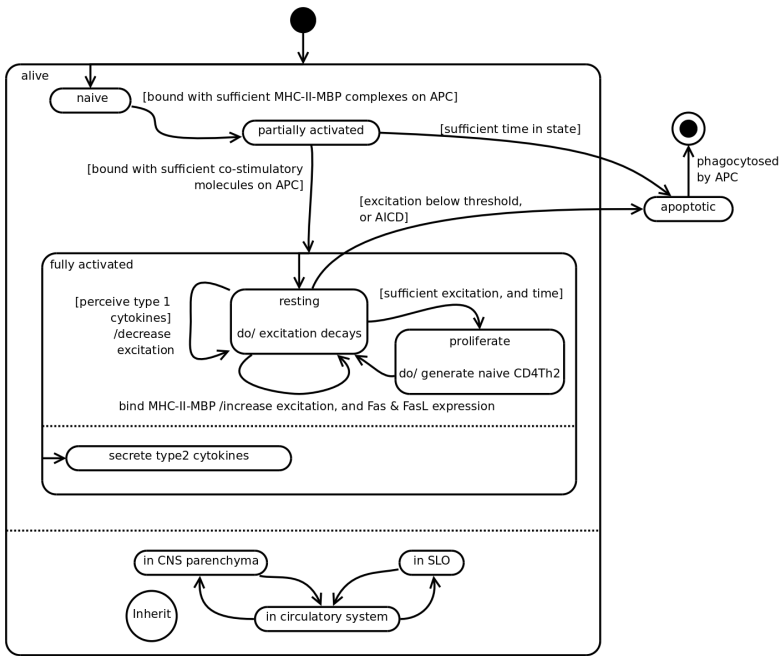 alive
naive
[bound with sufficient MHC-II-MBP complexes on APC]
partially activated
[sufficient time in state]
phagocytosed
by APC
[bound with sufficient co-stimulatory
molecules on APC]
[excitation below threshold,
or AICD]
apoptotic
fully activated
[perceive type 1
cytokines]
/decrease
excitation
resting
do/ excitation decays
[sufficient excitation, and time]
proliferate
do/ generate naive CD4Th2
bind MHC-II-MBP /increase excitation, and Fas & FasL expression
secrete type2 cytokines
in CNS parenchyma
in SLO
Inherit
in circulatory system